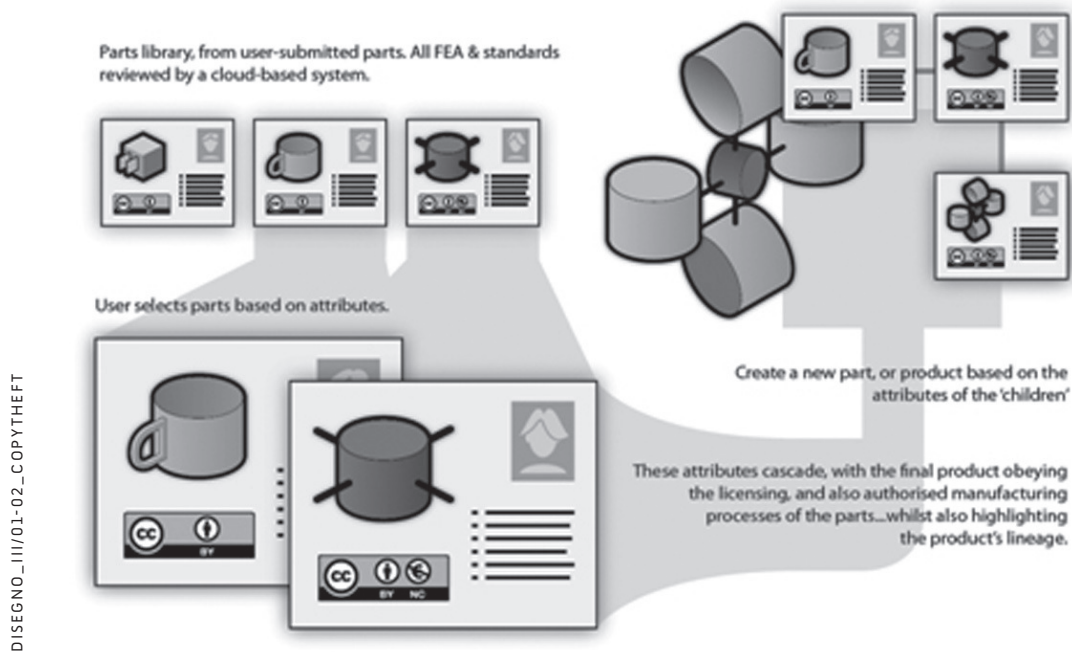 Parts library, from user-submitted parts. All FEA & standards
reviewed by a cloud-based system.
User selects parts based on attributes.
cc
BY
cc
BY NC
Create a new part, or product based on the
attributes of the 'children'
These attributes cascade, with the final product obeying
the licensing, and also authorised manufacturing
processes of the parts...whilst also highlighting
the product's lineage.
DISEGNO_III/01-02_COPYTHEFT